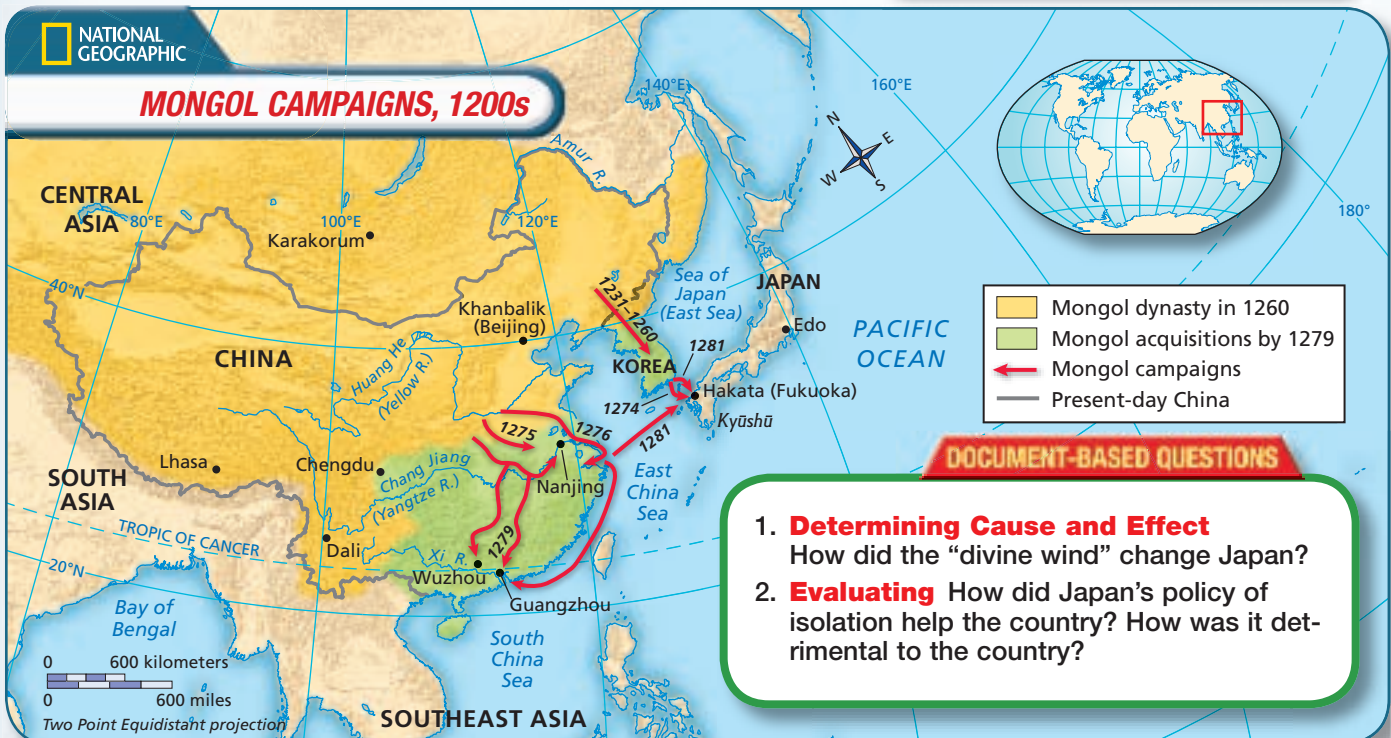 NATIONAL
GEOGRAPHIC
MONGOL CAMPAIGNS, 1200s
140°E
160°E
180°
N
E
W
S
Amur R.
CENTRAL
ASIA
80°E
100°E
120°E
Karakorum
40°N
Sea of
Japan
(East Sea)
JAPAN
1231–1260
Khanbalik
(Beijing)
Edo
PACIFIC
OCEAN
CHINA
Huang He
(Yellow R.)
KOREA
1281
1274
Hakata (Fukuoka)
Kyūshū
1275
1276
1281
Lhasa
Chengdu
Chang Jiang
(Yangtze R.)
Nanjing
East
China
Sea
SOUTH
ASIA
TROPIC OF CANCER
Dali
Xi R.
1279
20°N
Wuzhou
Guangzhou
Bay of
Bengal
South
China
Sea
0 600 kilometers
0 600 miles
Two Point Equidistant projection
SOUTHEAST ASIA
Mongol dynasty in 1260
Mongol acquisitions by 1279
Mongol campaigns
Present-day China
DOCUMENT-BASED QUESTIONS
1. Determining Cause and Effect
How did the “divine wind” change Japan?
2. Evaluating How did Japan’s policy of
isolation help the country? How was it det-
rimental to the country?